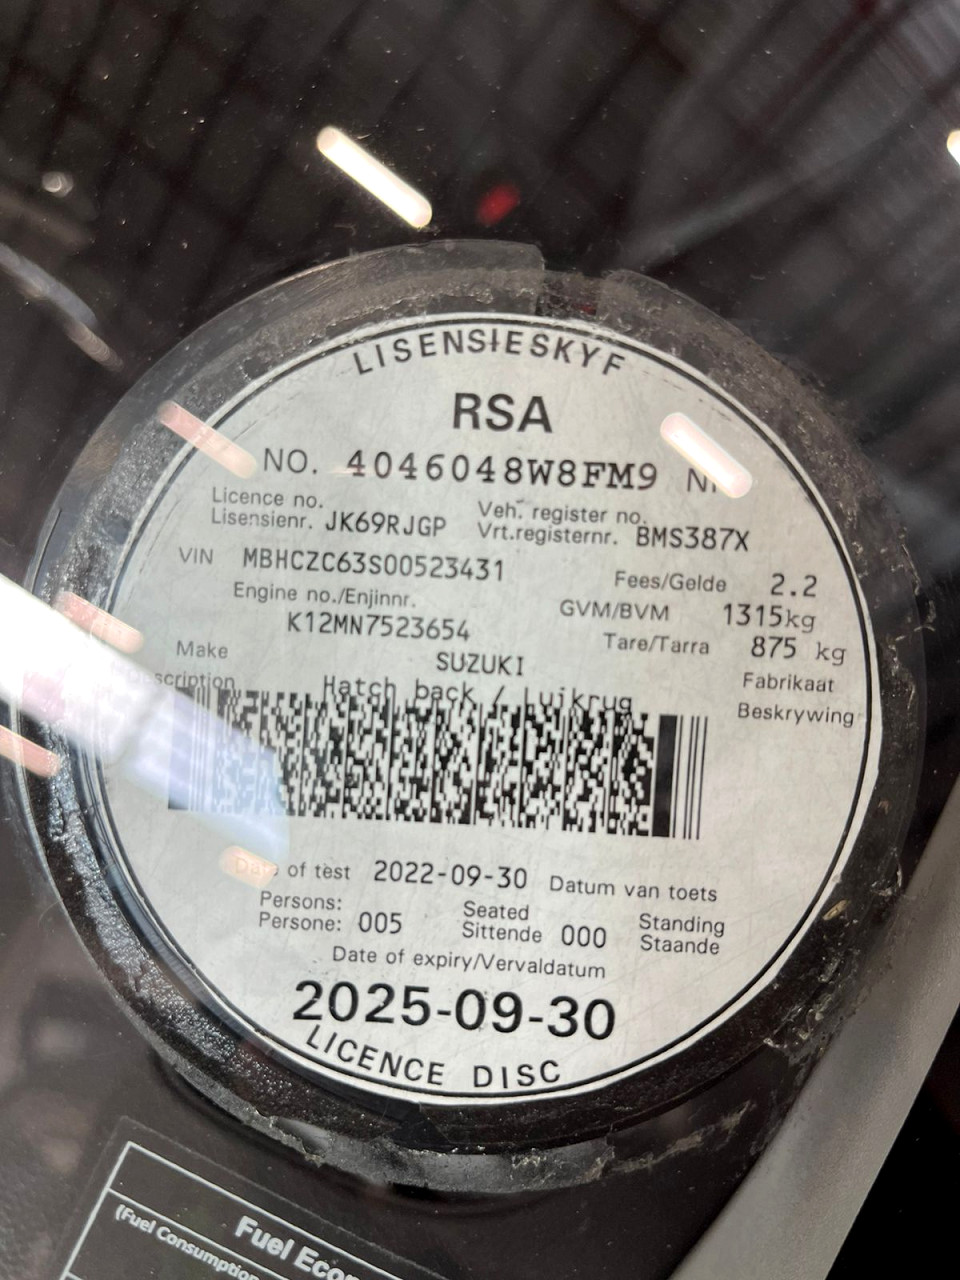 LISENSIESKYF
RSA
NO. 4046048W8FM9
Licence no.
Lisensienr. JK69RJGP
Veh. register no.
Vrt.registernr. BMS387X
VIN MBHCZC63S00523431
Fees/Gelde 2.2
Engine no./Enjinnr.
K12MN7523654
GVM/BVM 1315kg
Tare/Tarra 875 kg
Make SUZUKI Fabrikaat
Description Hatch back / Luikrug Beskrywing
Date of test 2022-09-30 Datum van toets
Persons:
Persone: 005
Seated
Sittende 000
Standing
Staande
Date of expiry/Vervaldatum
2025-09-30
LICENCE DISC
Fuel
(Fuel Consumption